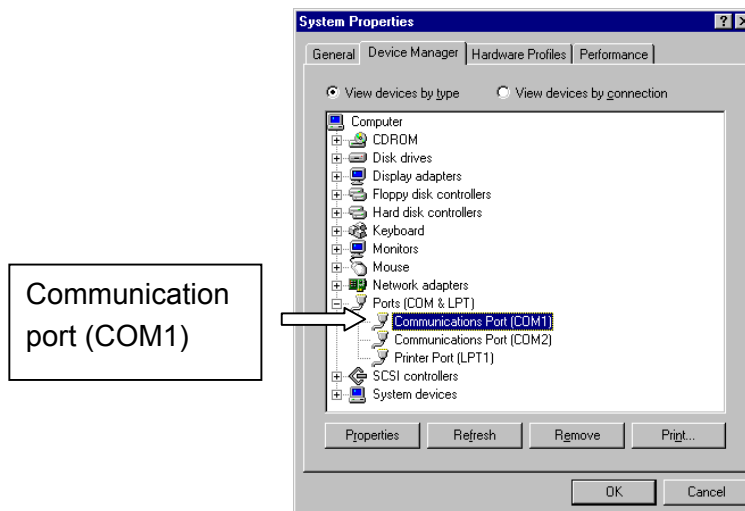 System Properties
General Device Manager Hardware Profiles Performance
View devices by type View devices by connection
Computer
CDROM
Disk drives
Display adapters
Floppy disk controllers
Hard disk controllers
Keyboard
Monitors
Mouse
Network adapters
Ports (COM & LPT)
Communications Port (COM1)
Communications Port (COM2)
Printer Port (LPT1)
SCSI controllers
System devices
Communication
port (COM1)
Properties Refresh Remove Print...
OK Cancel